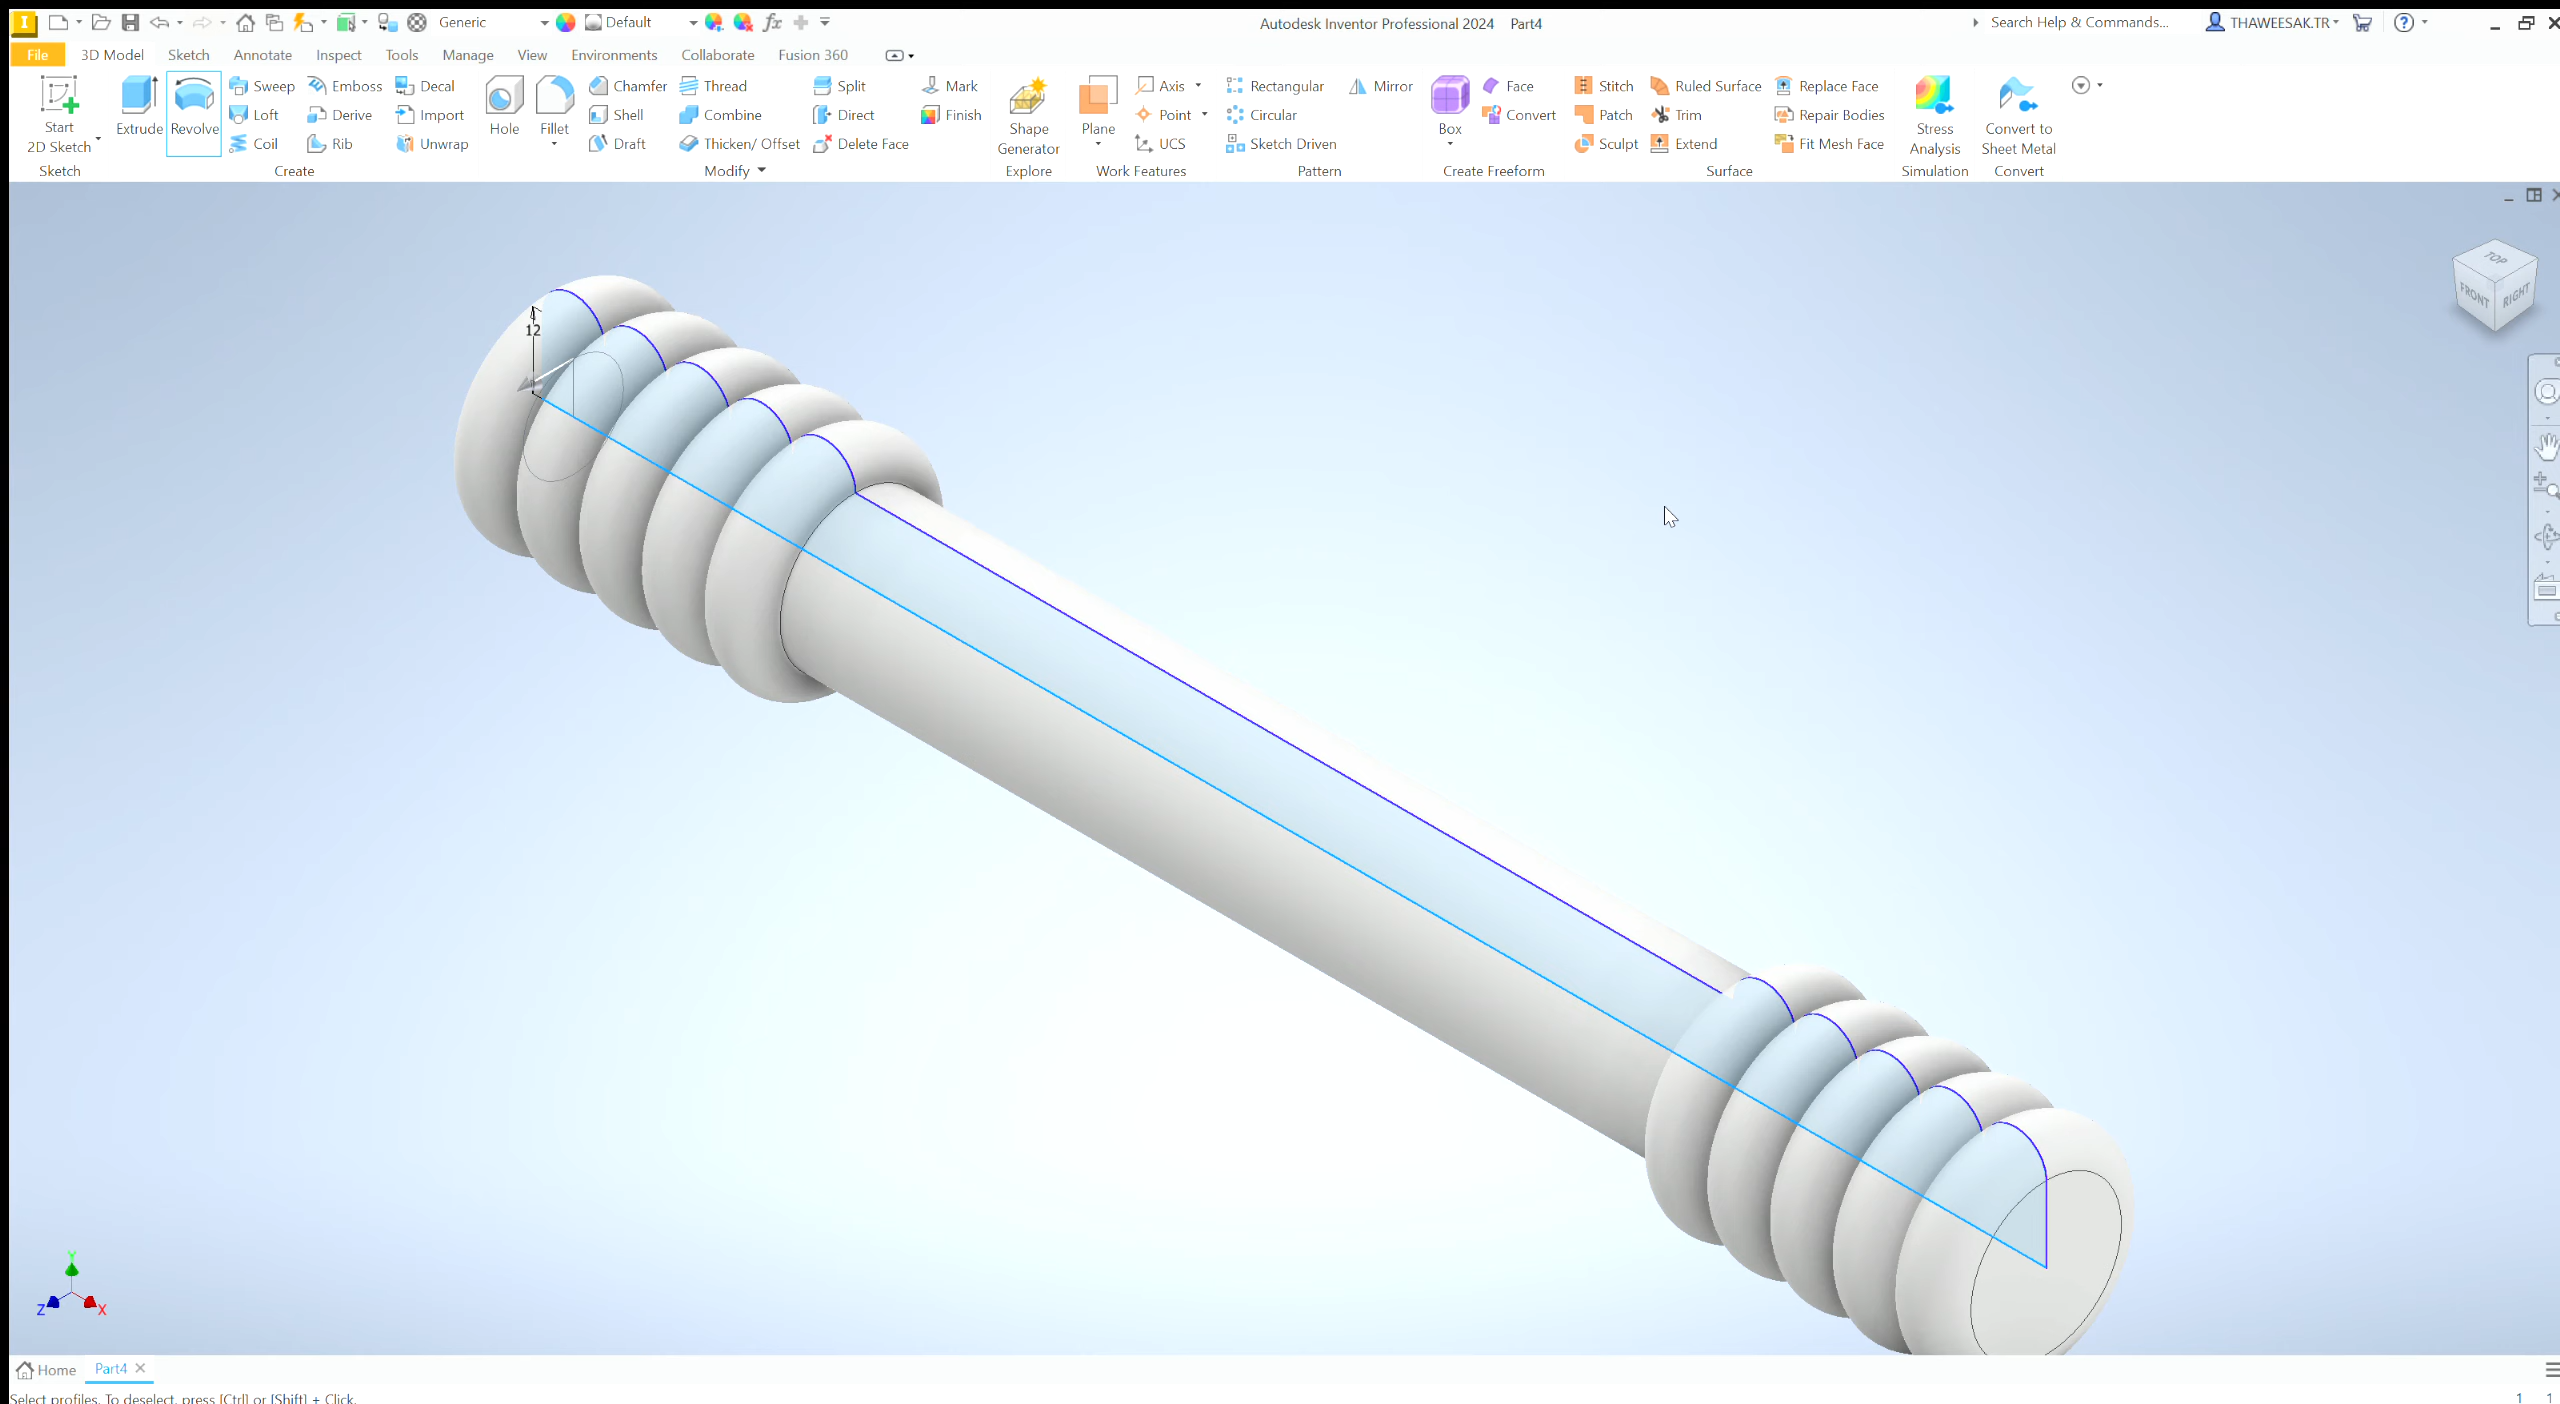 I Generic Default fx Autodesk Inventor Professional 2024 Part4 Search Help & Commands... THAWEESAK.TR
File 3D Model Sketch Annotate Inspect Tools Manage View Environments Collaborate Fusion 360
Sweep Emboss Decal Chamfer Thread Split Mark Axis Rectangular Mirror Face Stitch Ruled Surface Replace Face
Start 2D Sketch Extrude Revolve Loft Derive Import Hole Fillet Shell Combine Direct Finish Shape Generator Plane Point Circular Box Convert Patch Trim Repair Bodies Stress Analysis Convert to Sheet Metal
Coil Rib Unwrap Draft Thicken/ Offset Delete Face UCS Sketch Driven Sculpt Extend Fit Mesh Face
Sketch Create Modify Explore Work Features Pattern Create Freeform Surface Simulation Convert
TOP
FRONT RIGHT
12
Y
Z X
Home Part4
Select profiles. To deselect, press [Ctrl] or [Shift] + Click.
1 1